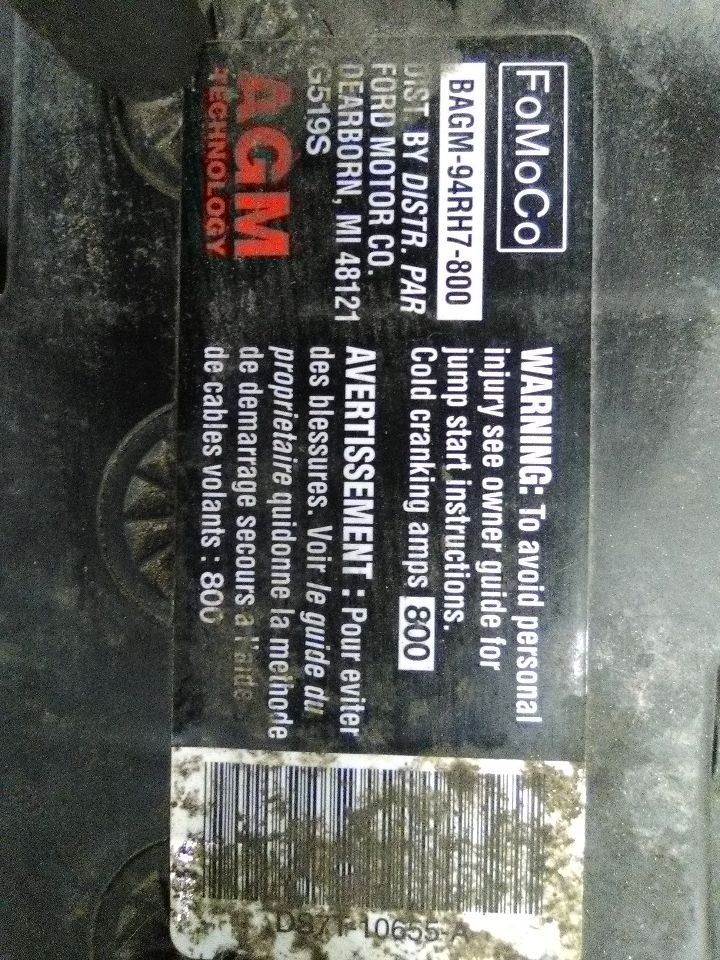 FoMoCo
BAGM-94RH7-800
DIST. BY DISTR. PAR
FORD MOTOR CO.
DEARBORN, MI 48121
G519S
AGM
TECHNOLOGY
WARNING: To avoid personal
injury see owner guide for
jump start instructions.
Cold cranking amps 800
AVERTISSEMENT : Pour eviter
des blessures. Voir le guide du
proprietaire quidonne la methode
de demarrage secours a l'aide
de cables volants : 800
DS7T-10655-A